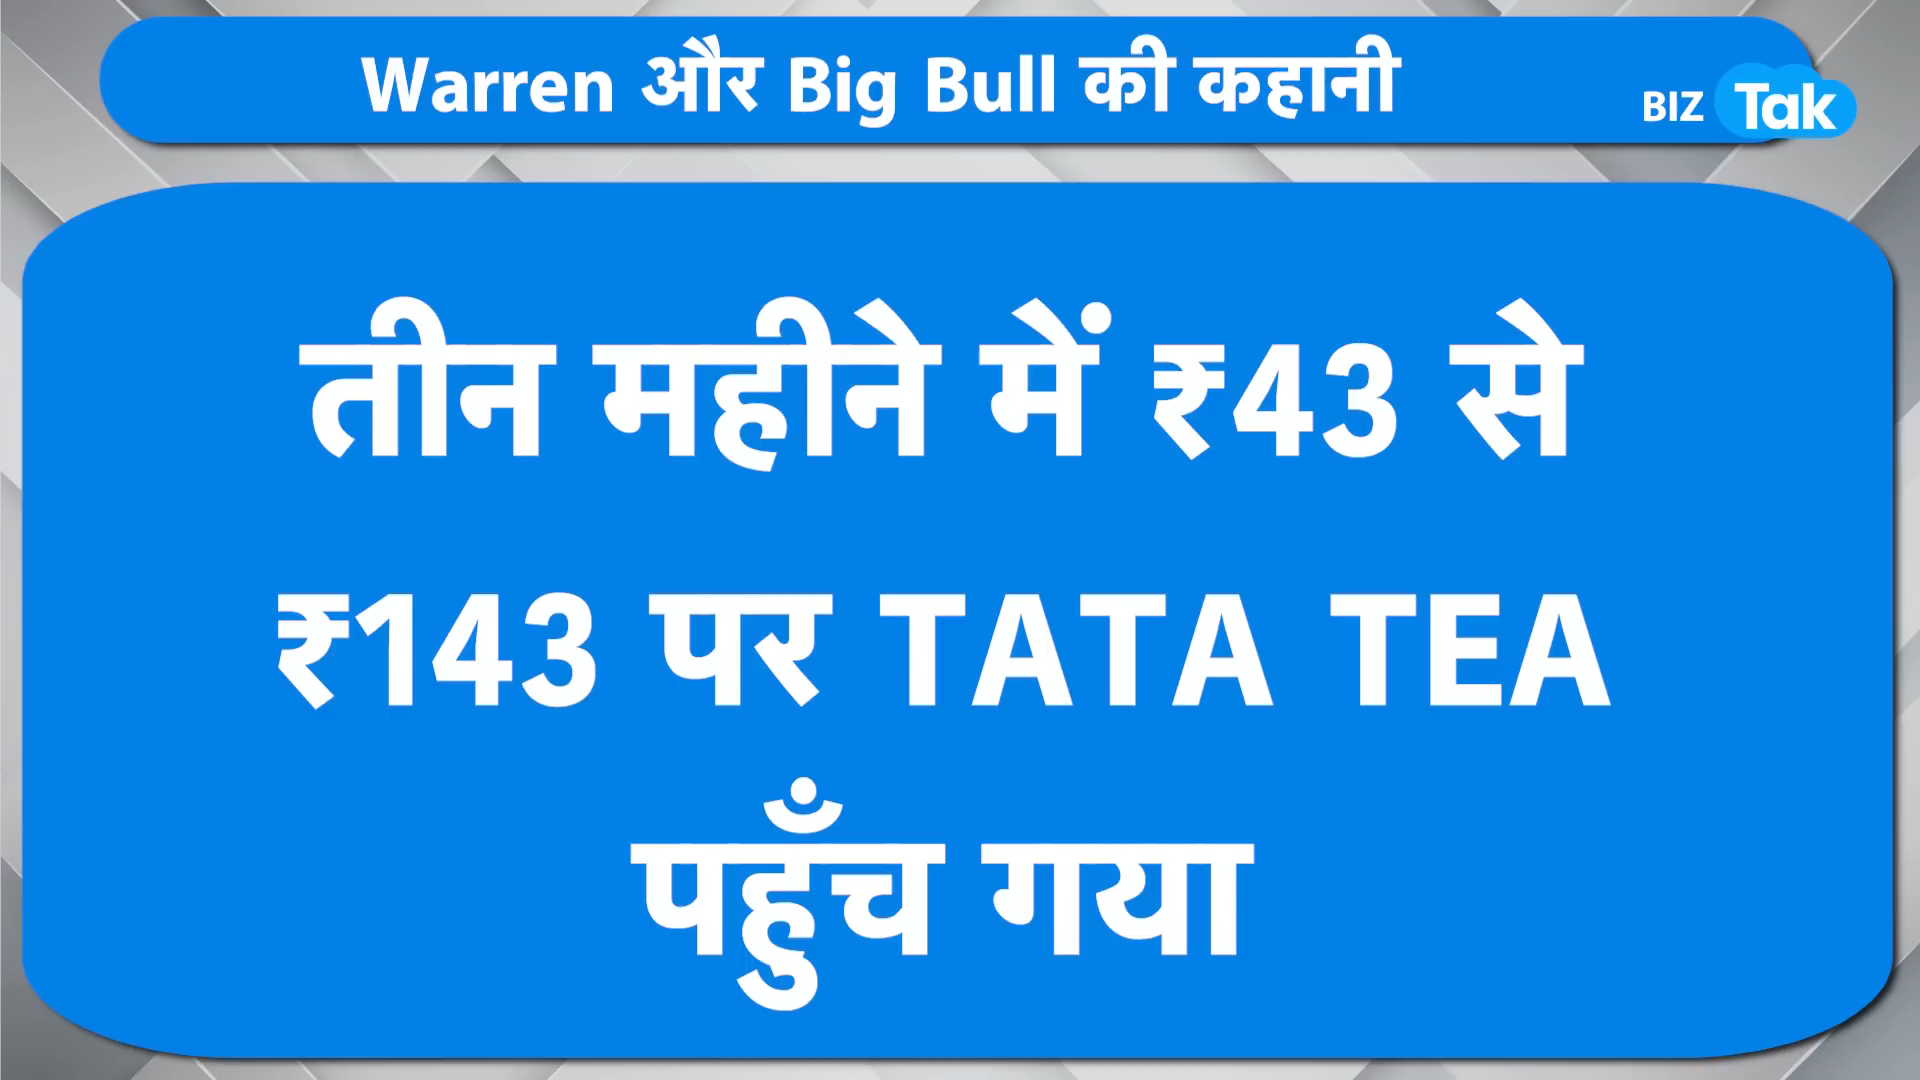 Warren और Big Bull की कहानी
BIZ Tak
तीन महीने में ₹43 से
₹143 पर TATA TEA
पहुँच गया